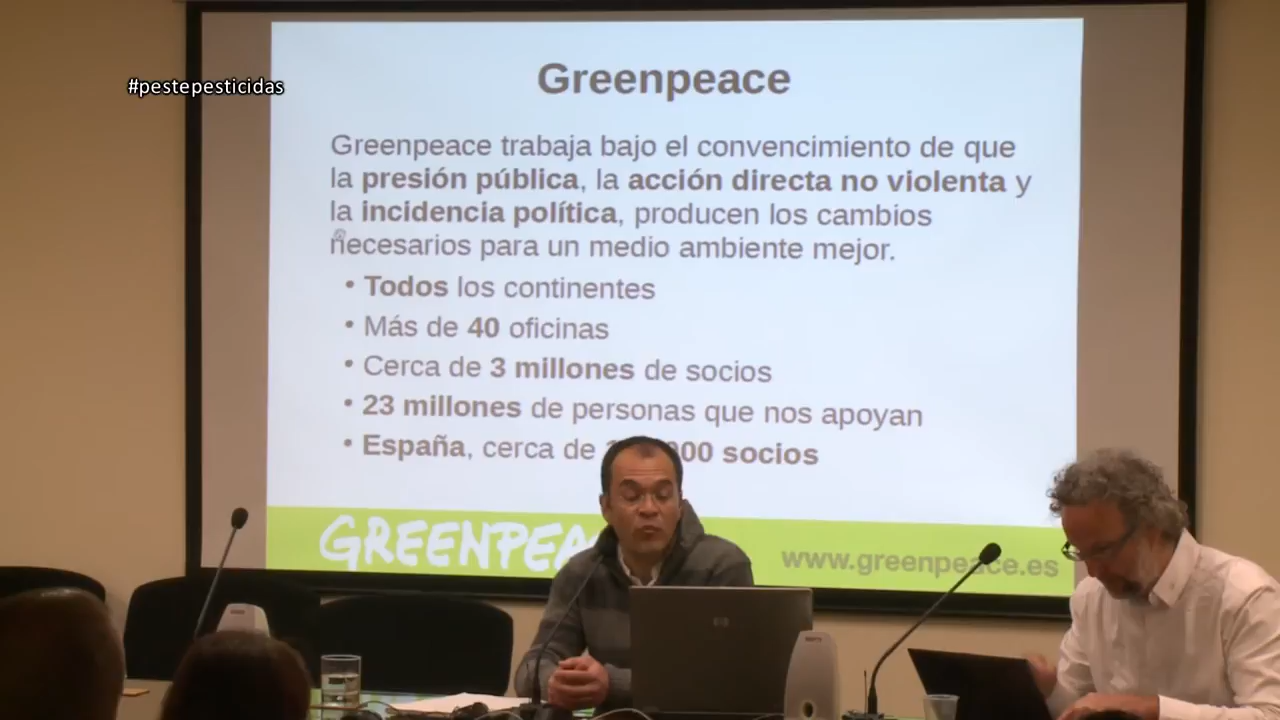 #pestepesticidas
Greenpeace
Greenpeace trabaja bajo el convencimiento de que
la presión pública, la acción directa no violenta y
la incidencia política, producen los cambios
necesarios para un medio ambiente mejor.
• Todos los continentes
• Más de 40 oficinas
• Cerca de 3 millones de socios
• 23 millones de personas que nos apoyan
• España, cerca de socios
www.greenpeace.es
hp